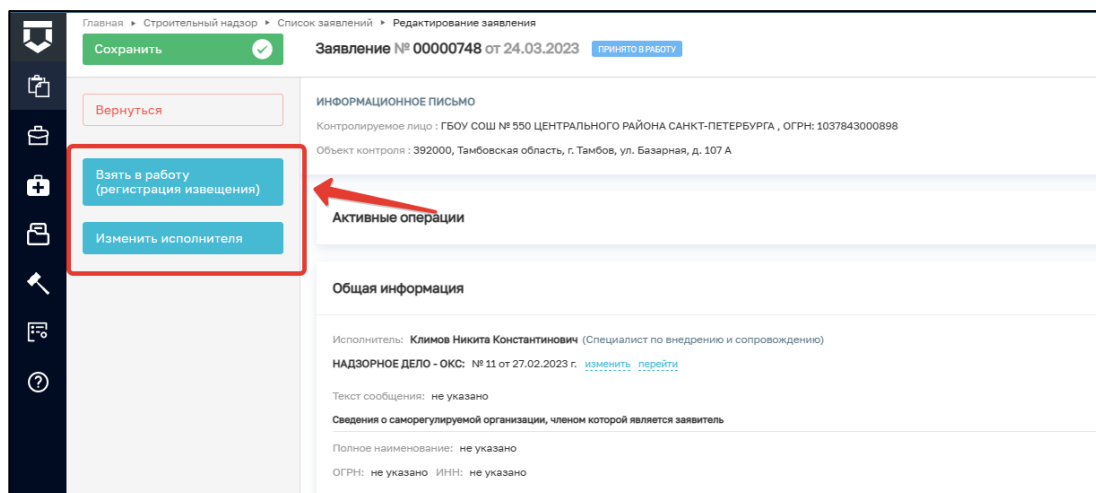 Главная ▸ Строительный надзор ▸ Список заявлений ▸ Редактирование заявления
Сохранить
Заявление № 00000748 от 24.03.2023 ПРИНЯТО В РАБОТУ
Вернуться
ИНФОРМАЦИОННОЕ ПИСЬМО
Контролируемое лицо : ГБОУ СОШ № 550 ЦЕНТРАЛЬНОГО РАЙОНА САНКТ-ПЕТЕРБУРГА , ОГРН: 1037843000898
Объект контроля : 392000, Тамбовская область, г. Тамбов, ул. Базарная, д. 107 А
Взять в работу
(регистрация извещения)
Изменить исполнителя
Активные операции
Общая информация
Исполнитель: Климов Никита Константинович (Специалист по внедрению и сопровождению)
НАДЗОРНОЕ ДЕЛО - ОКС: № 11 от 27.02.2023 г. изменить перейти
Текст сообщения: не указано
Сведения о саморегулируемой организации, членом которой является заявитель
Полное наименование: не указано
ОГРН: не указано ИНН: не указано